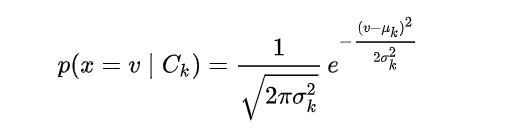 p(x = v | C_k) = \frac{1}{\sqrt{2\pi\sigma_k^2}} e^{-\frac{(v-\mu_k)^2}{2\sigma_k^2}}